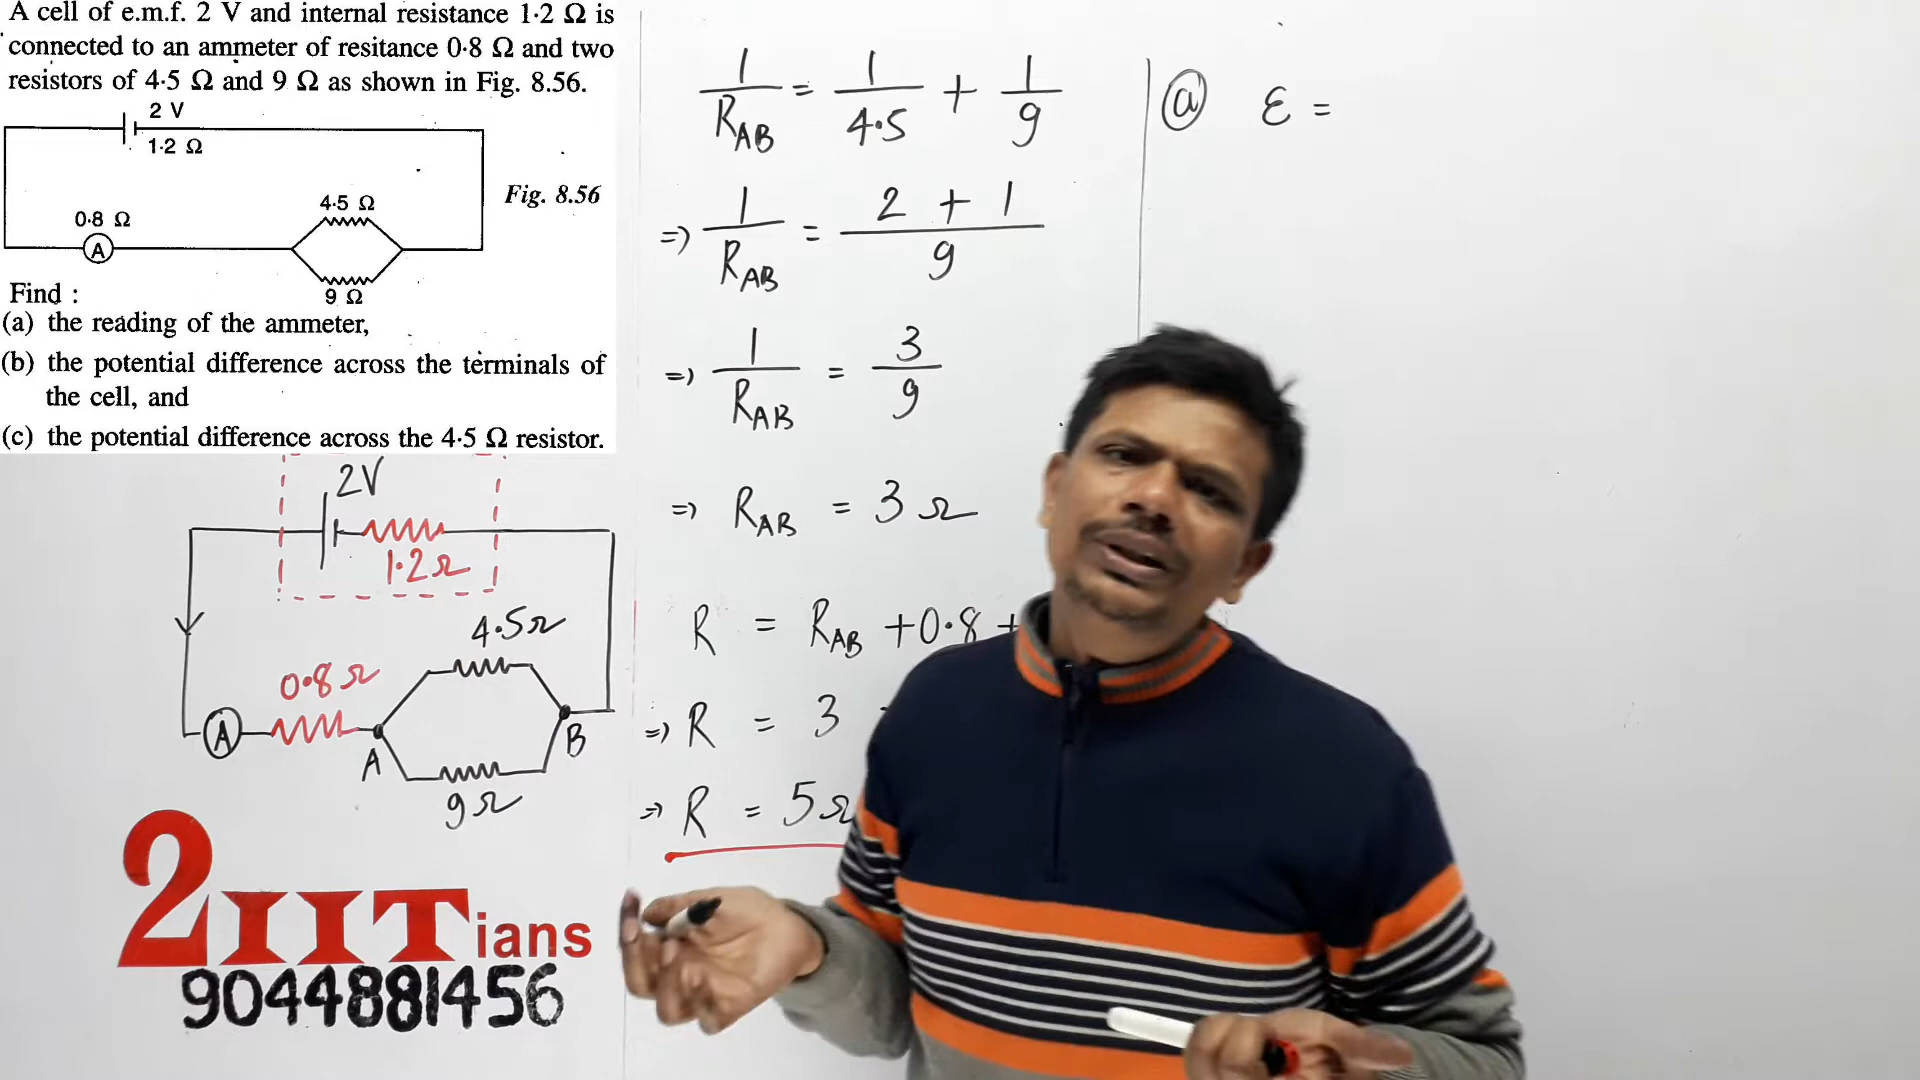 A cell of e.m.f. 2 V and internal resistance 1·2 Ω is
connected to an ammeter of resitance 0·8 Ω and two
resistors of 4·5 Ω and 9 Ω as shown in Fig. 8.56.
2 V
1·2 Ω
4·5 Ω
Fig. 8.56
0·8 Ω
A
9 Ω
Find :
(a) the reading of the ammeter,
(b) the potential difference across the terminals of
the cell, and
(c) the potential difference across the 4·5 Ω resistor.
2V
1·2Ω
4·5Ω
0·8Ω
A
A
B
9Ω
2IITians
9044881456
1/R_AB = 1/4·5 + 1/9
=> 1/R_AB = 2 + 1/9
=> 1/R_AB = 3/9
=> R_AB = 3Ω
R = R_AB + 0·8 +
=> R = 3
=> R = 5Ω
(a) ε =